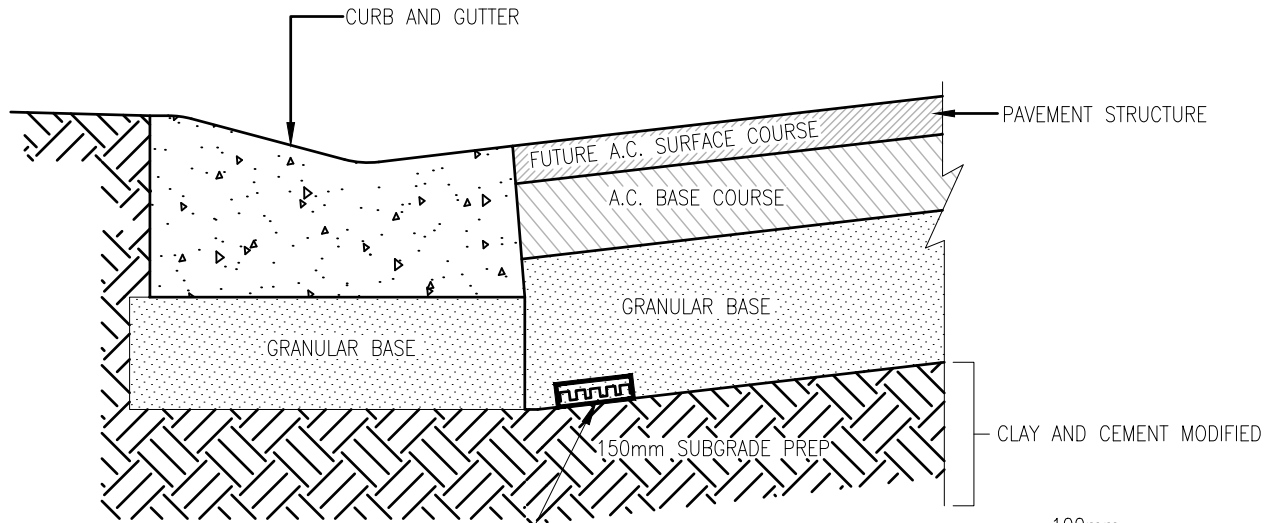 CURB AND GUTTER
PAVEMENT STRUCTURE
FUTURE A.C. SURFACE COURSE
A.C. BASE COURSE
GRANULAR BASE
GRANULAR BASE
CLAY AND CEMENT MODIFIED
150mm SUBGRADE PREP